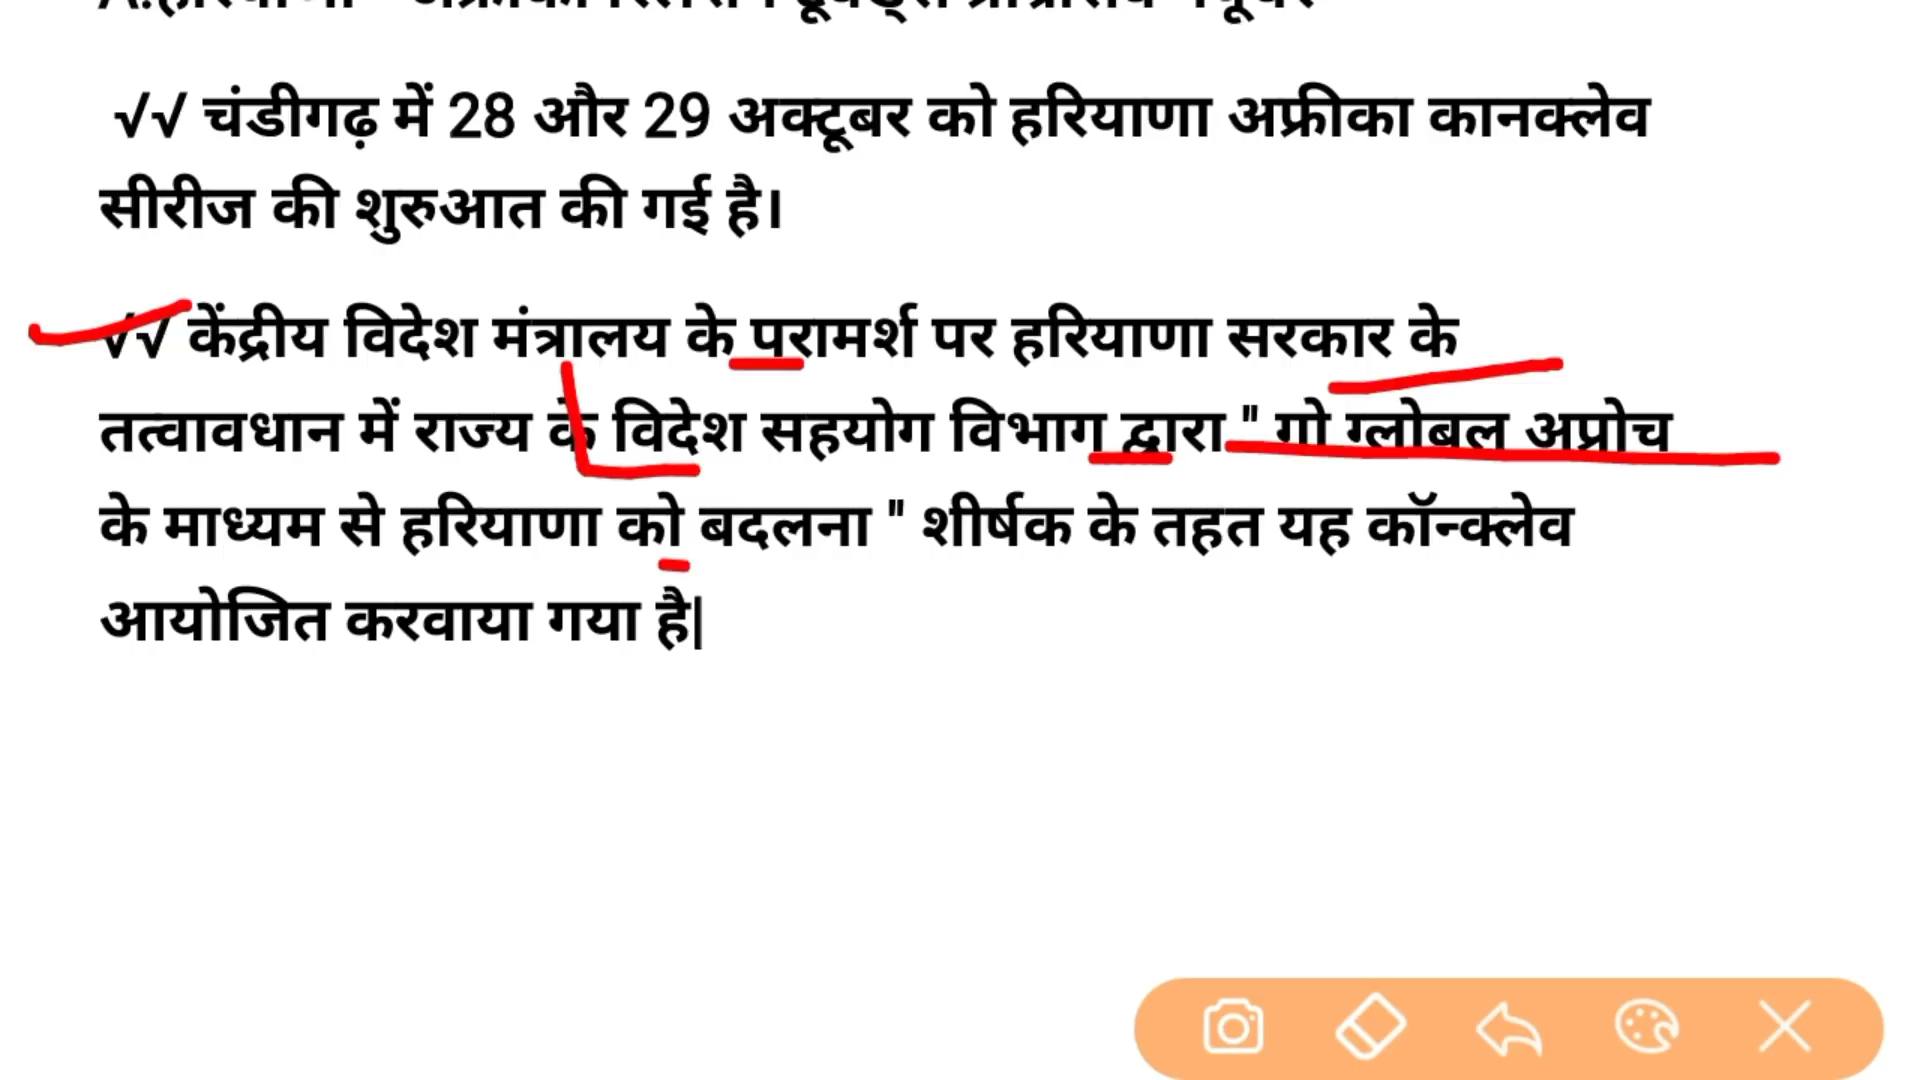 √√ चंडीगढ़ में 28 और 29 अक्टूबर को हरियाणा अफ्रीका कानक्लेव
सीरीज की शुरुआत की गई है।
√√ केंद्रीय विदेश मंत्रालय के परामर्श पर हरियाणा सरकार के
तत्वावधान में राज्य के विदेश सहयोग विभाग द्वारा " गो ग्लोबल अप्रोच
के माध्यम से हरियाणा को बदलना " शीर्षक के तहत यह कॉन्क्लेव
आयोजित करवाया गया है|